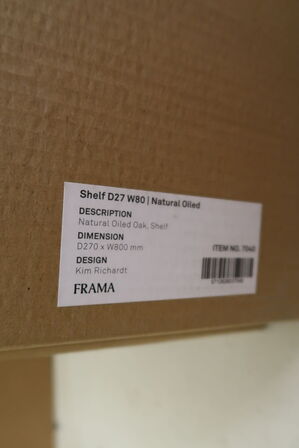 Shelf D27 W80 | Natural Oiled
DESCRIPTION
Natural Oiled Oak, Shelf
DIMENSION
D270 x W800 mm
ITEM NO. 7040
DESIGN
Kim Richardt
FRAMA